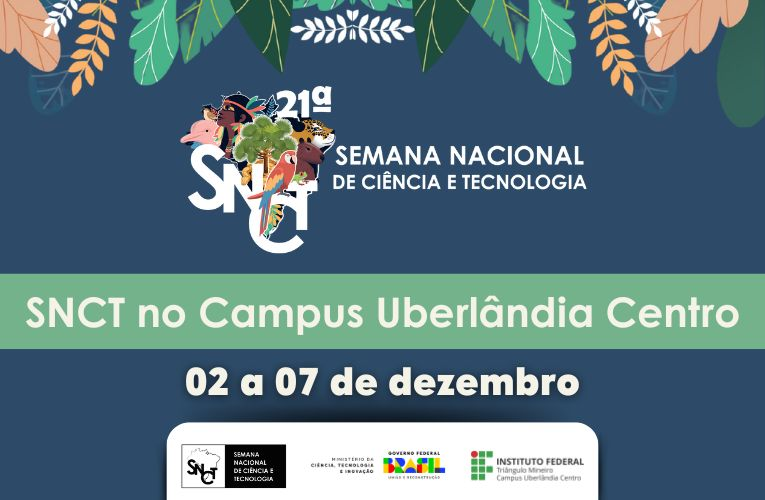 21ª
SNCT
SEMANA NACIONAL
DE CIÊNCIA E TECNOLOGIA
SNCT no Campus Uberlândia Centro
02 a 07 de dezembro
SNCT
SEMANA
NACIONAL
DE CIÊNCIA E
TECNOLOGIA
MINISTÉRIO DA
CIÊNCIA, TECNOLOGIA
E INOVAÇÃO
GOVERNO FEDERAL
BRASIL
UNIÃO E RECONSTRUÇÃO
INSTITUTO FEDERAL
Triângulo Mineiro
Campus Uberlândia Centro